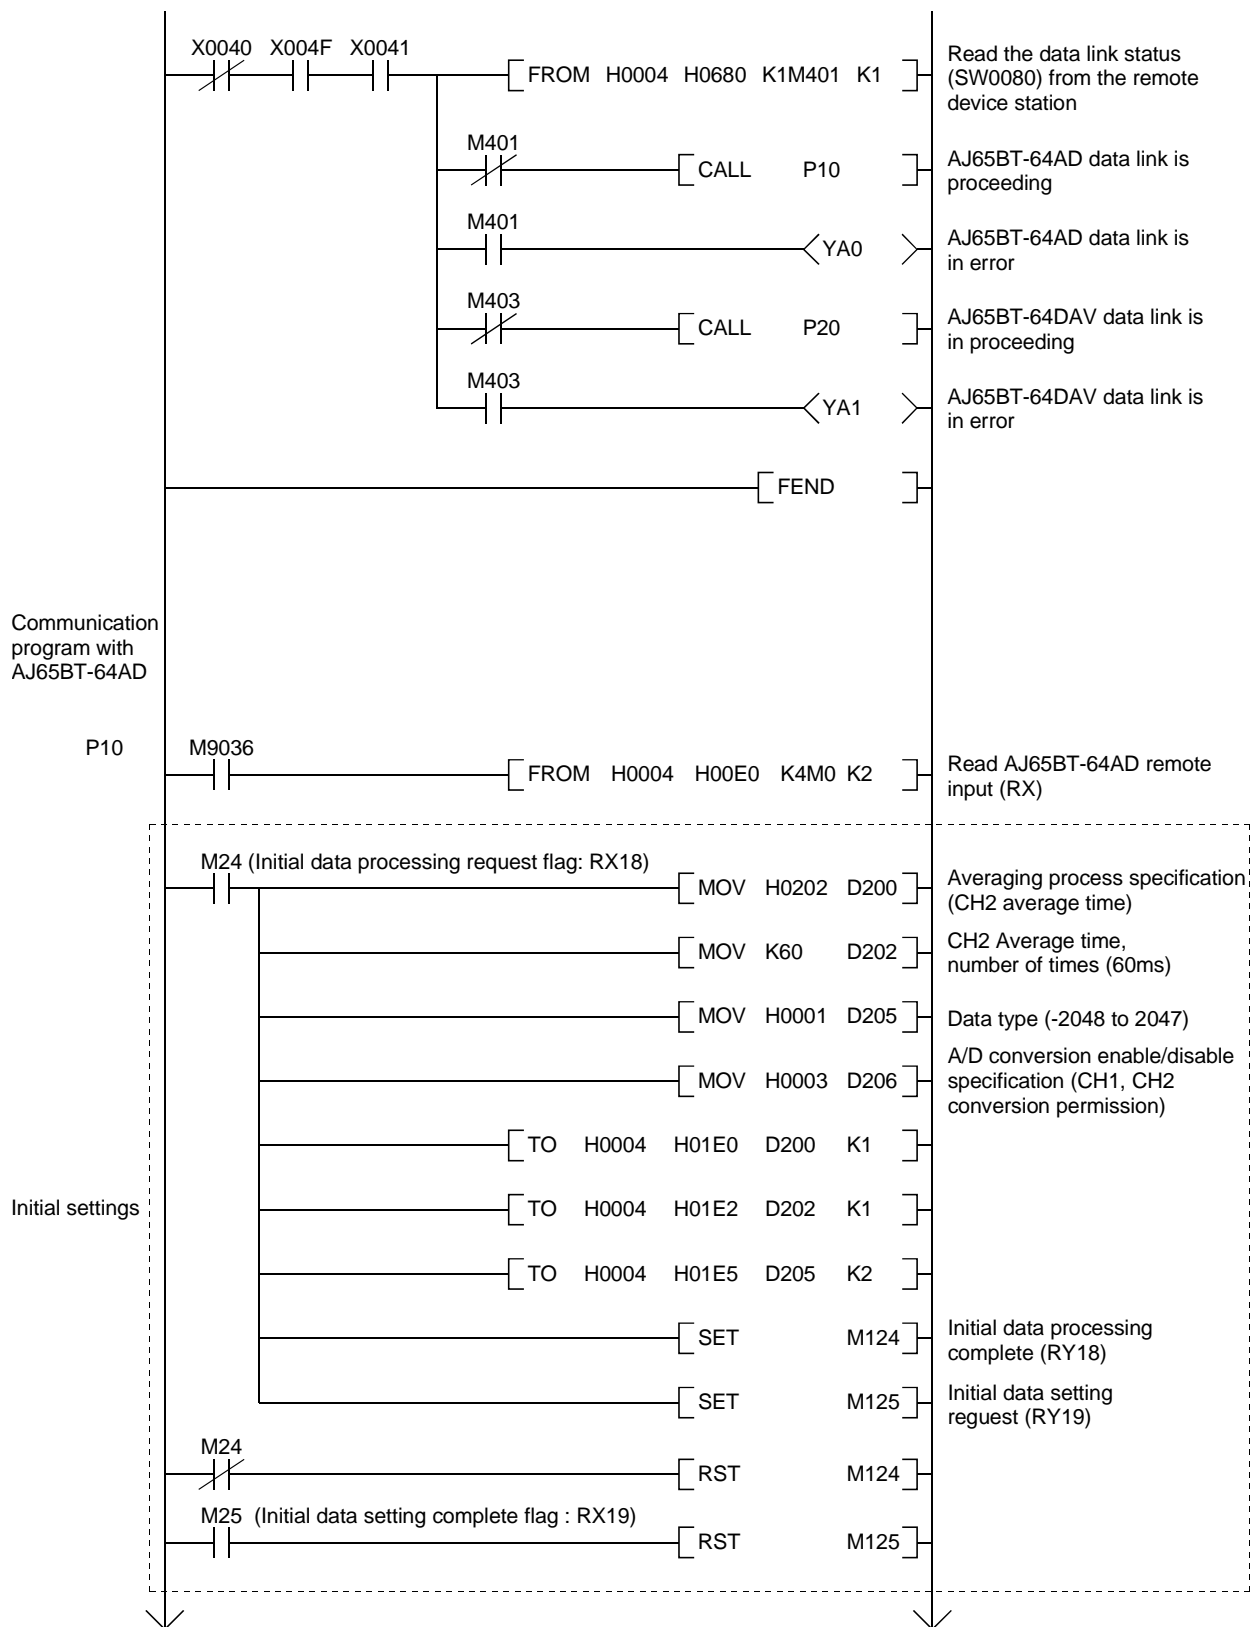 X0040 X004F X0041
FROM H0004 H0680 K1M401 K1
Read the data link status
(SW0080) from the remote
device station
M401
CALL P10
AJ65BT-64AD data link is
proceeding
M401
YA0
AJ65BT-64AD data link is
in error
M403
CALL P20
AJ65BT-64DAV data link is
in proceeding
M403
YA1
AJ65BT-64DAV data link is
in error
FEND
Communication
program with
AJ65BT-64AD
P10
M9036
FROM H0004 H00E0 K4M0 K2
Read AJ65BT-64AD remote
input (RX)
Initial settings
M24 (Initial data processing request flag: RX18)
MOV H0202 D200
Averaging process specification
(CH2 average time)
MOV K60 D202
CH2 Average time,
number of times (60ms)
MOV H0001 D205
Data type (-2048 to 2047)
MOV H0003 D206
A/D conversion enable/disable
specification (CH1, CH2
conversion permission)
TO H0004 H01E0 D200 K1
TO H0004 H01E2 D202 K1
TO H0004 H01E5 D205 K2
SET M124
Initial data processing
complete (RY18)
SET M125
Initial data setting
reguest (RY19)
M24
RST M124
M25 (Initial data setting complete flag : RX19)
RST M125